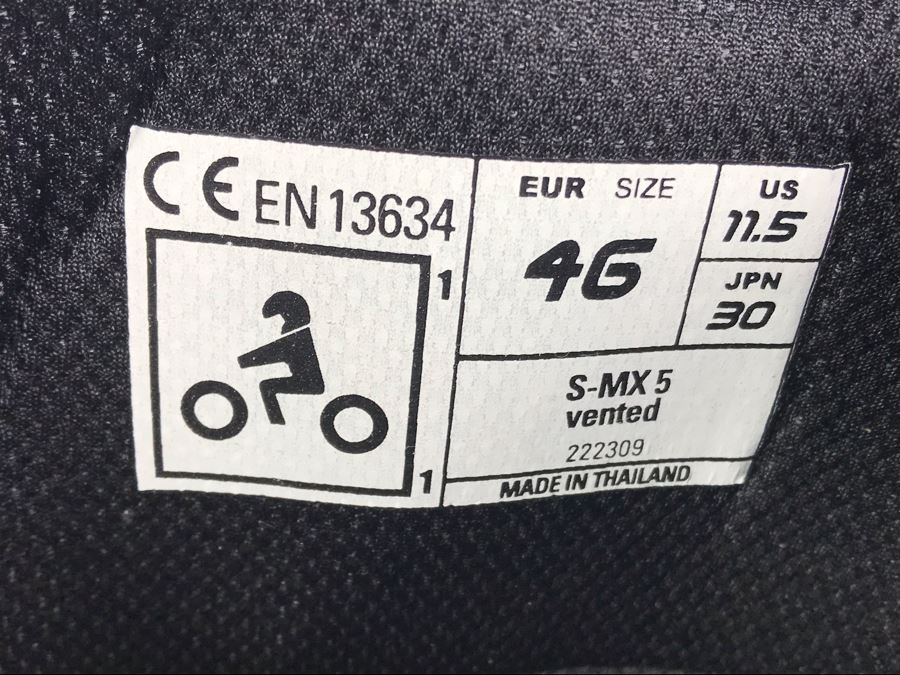 CE EN 13634
1
1
EUR SIZE
46
US
11.5
JPN
30
S-MX 5
vented
222309
MADE IN THAILAND